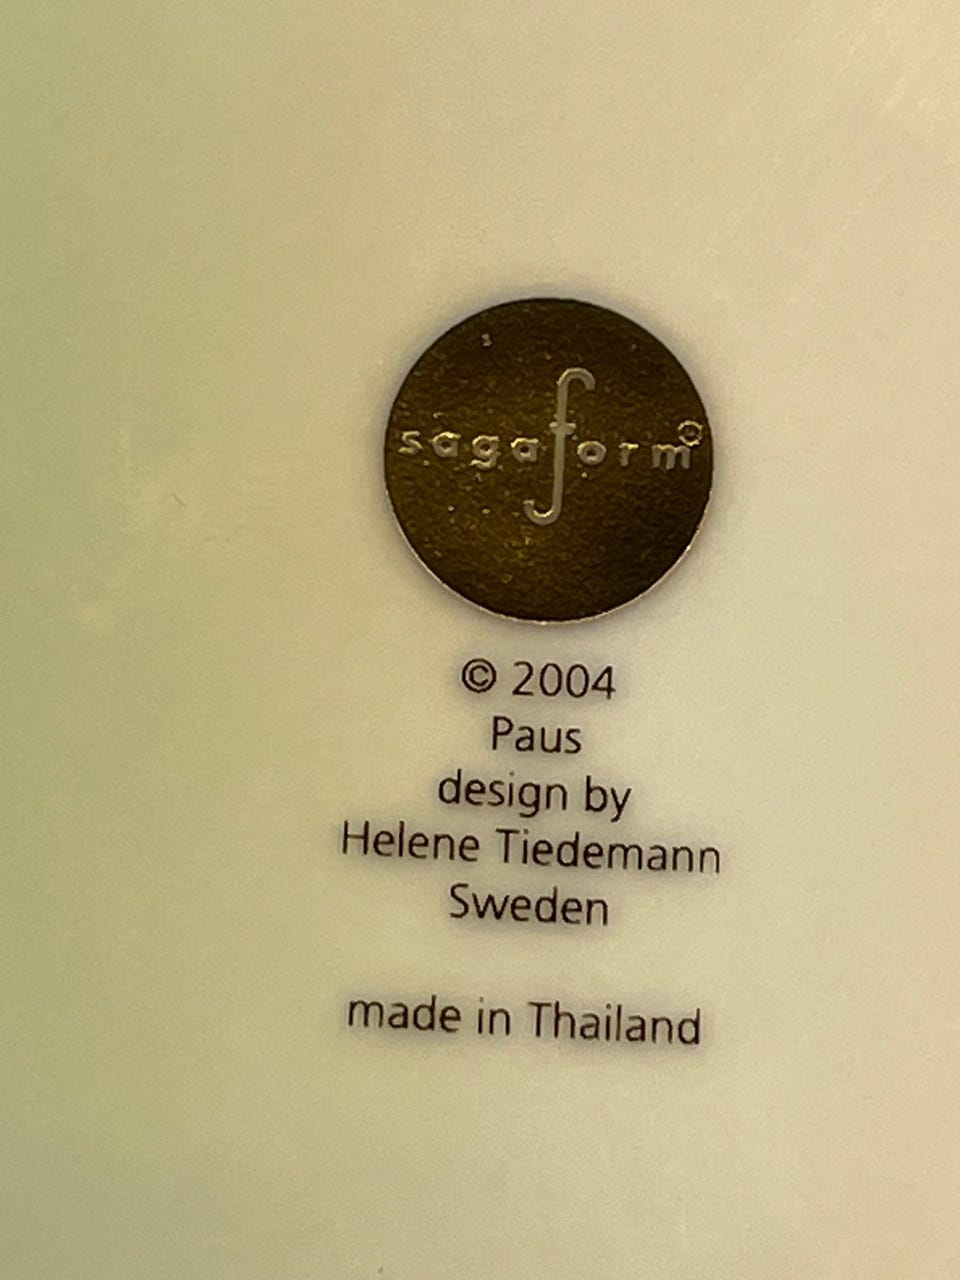 sagaform©
© 2004
Paus
design by
Helene Tiedemann
Sweden
made in Thailand